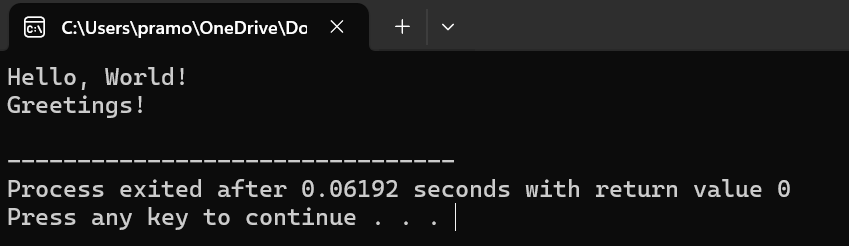 C:\Users\pramo\OneDrive\Do
Hello, World!
Greetings!
--------------------------------
Process exited after 0.06192 seconds with return value 0
Press any key to continue . . .